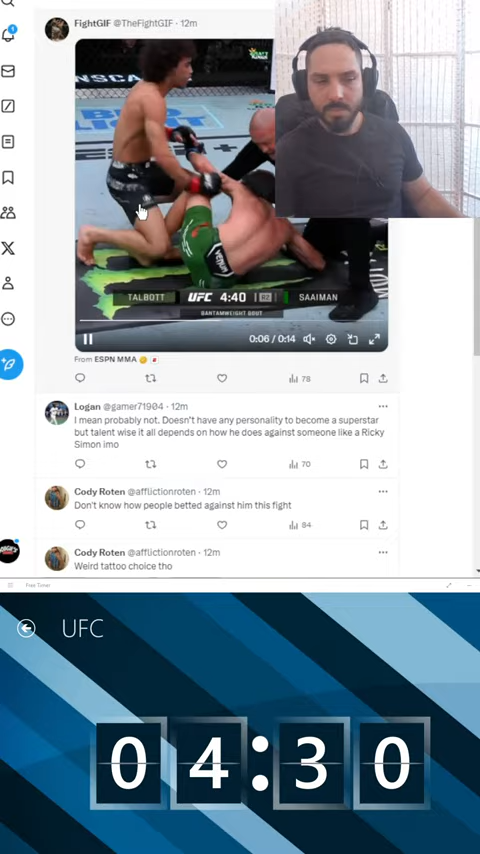 FightGIF @TheFightGIF · 12m
TALBOTT UFC 4:40 R2 SAAIMAN
BANTAMWEIGHT BOUT
0:06 / 0:14
From ESPN MMA
78
Logan @gamer71904 · 12m
I mean probably not. Doesn't have any personality to become a superstar
but talent wise it all depends on how he does against someone like a Ricky
Simon imo
70
Cody Roten @afflictionroten · 12m
Don't know how people betted against him this fight
84
Cody Roten @afflictionroten · 12m
Weird tattoo choice tho
Free Timer
UFC
04:30